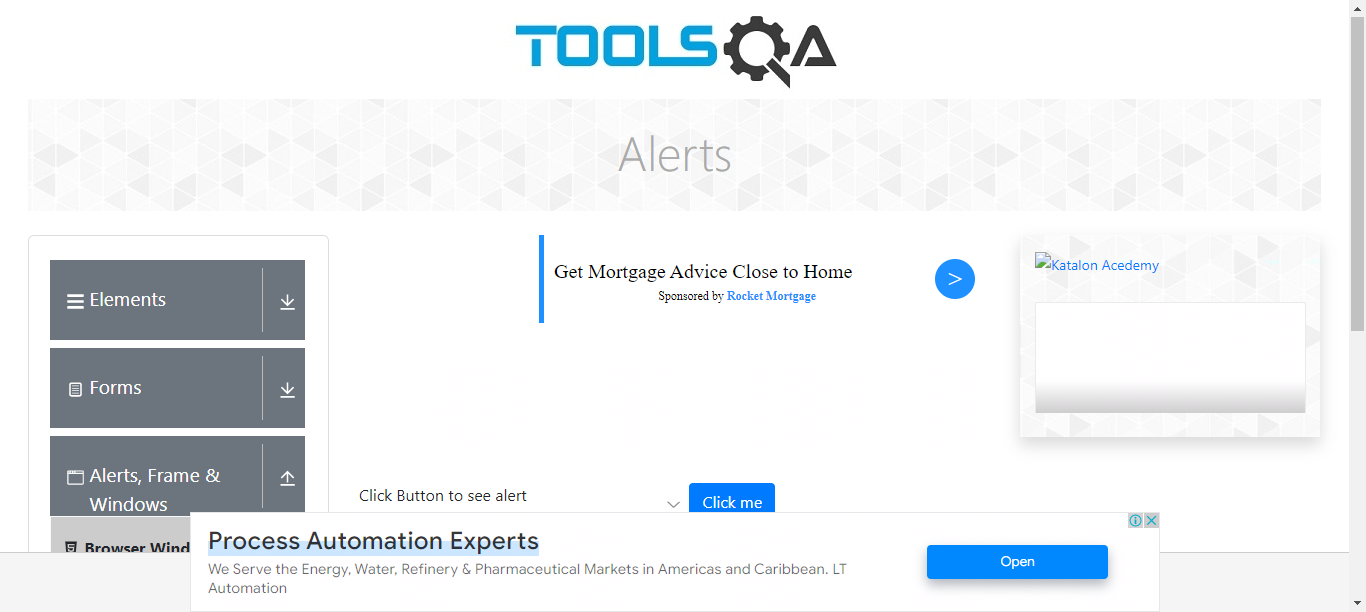 TOOLSQA
Alerts
Elements
Forms
Alerts, Frame &
Windows
Browser Wind
Get Mortgage Advice Close to Home
Sponsored by Rocket Mortgage
>
Katalon Acedemy
Click Button to see alert
Click me
Process Automation Experts
We Serve the Energy, Water, Refinery & Pharmaceutical Markets in Americas and Caribbean. LT
Automation
Open